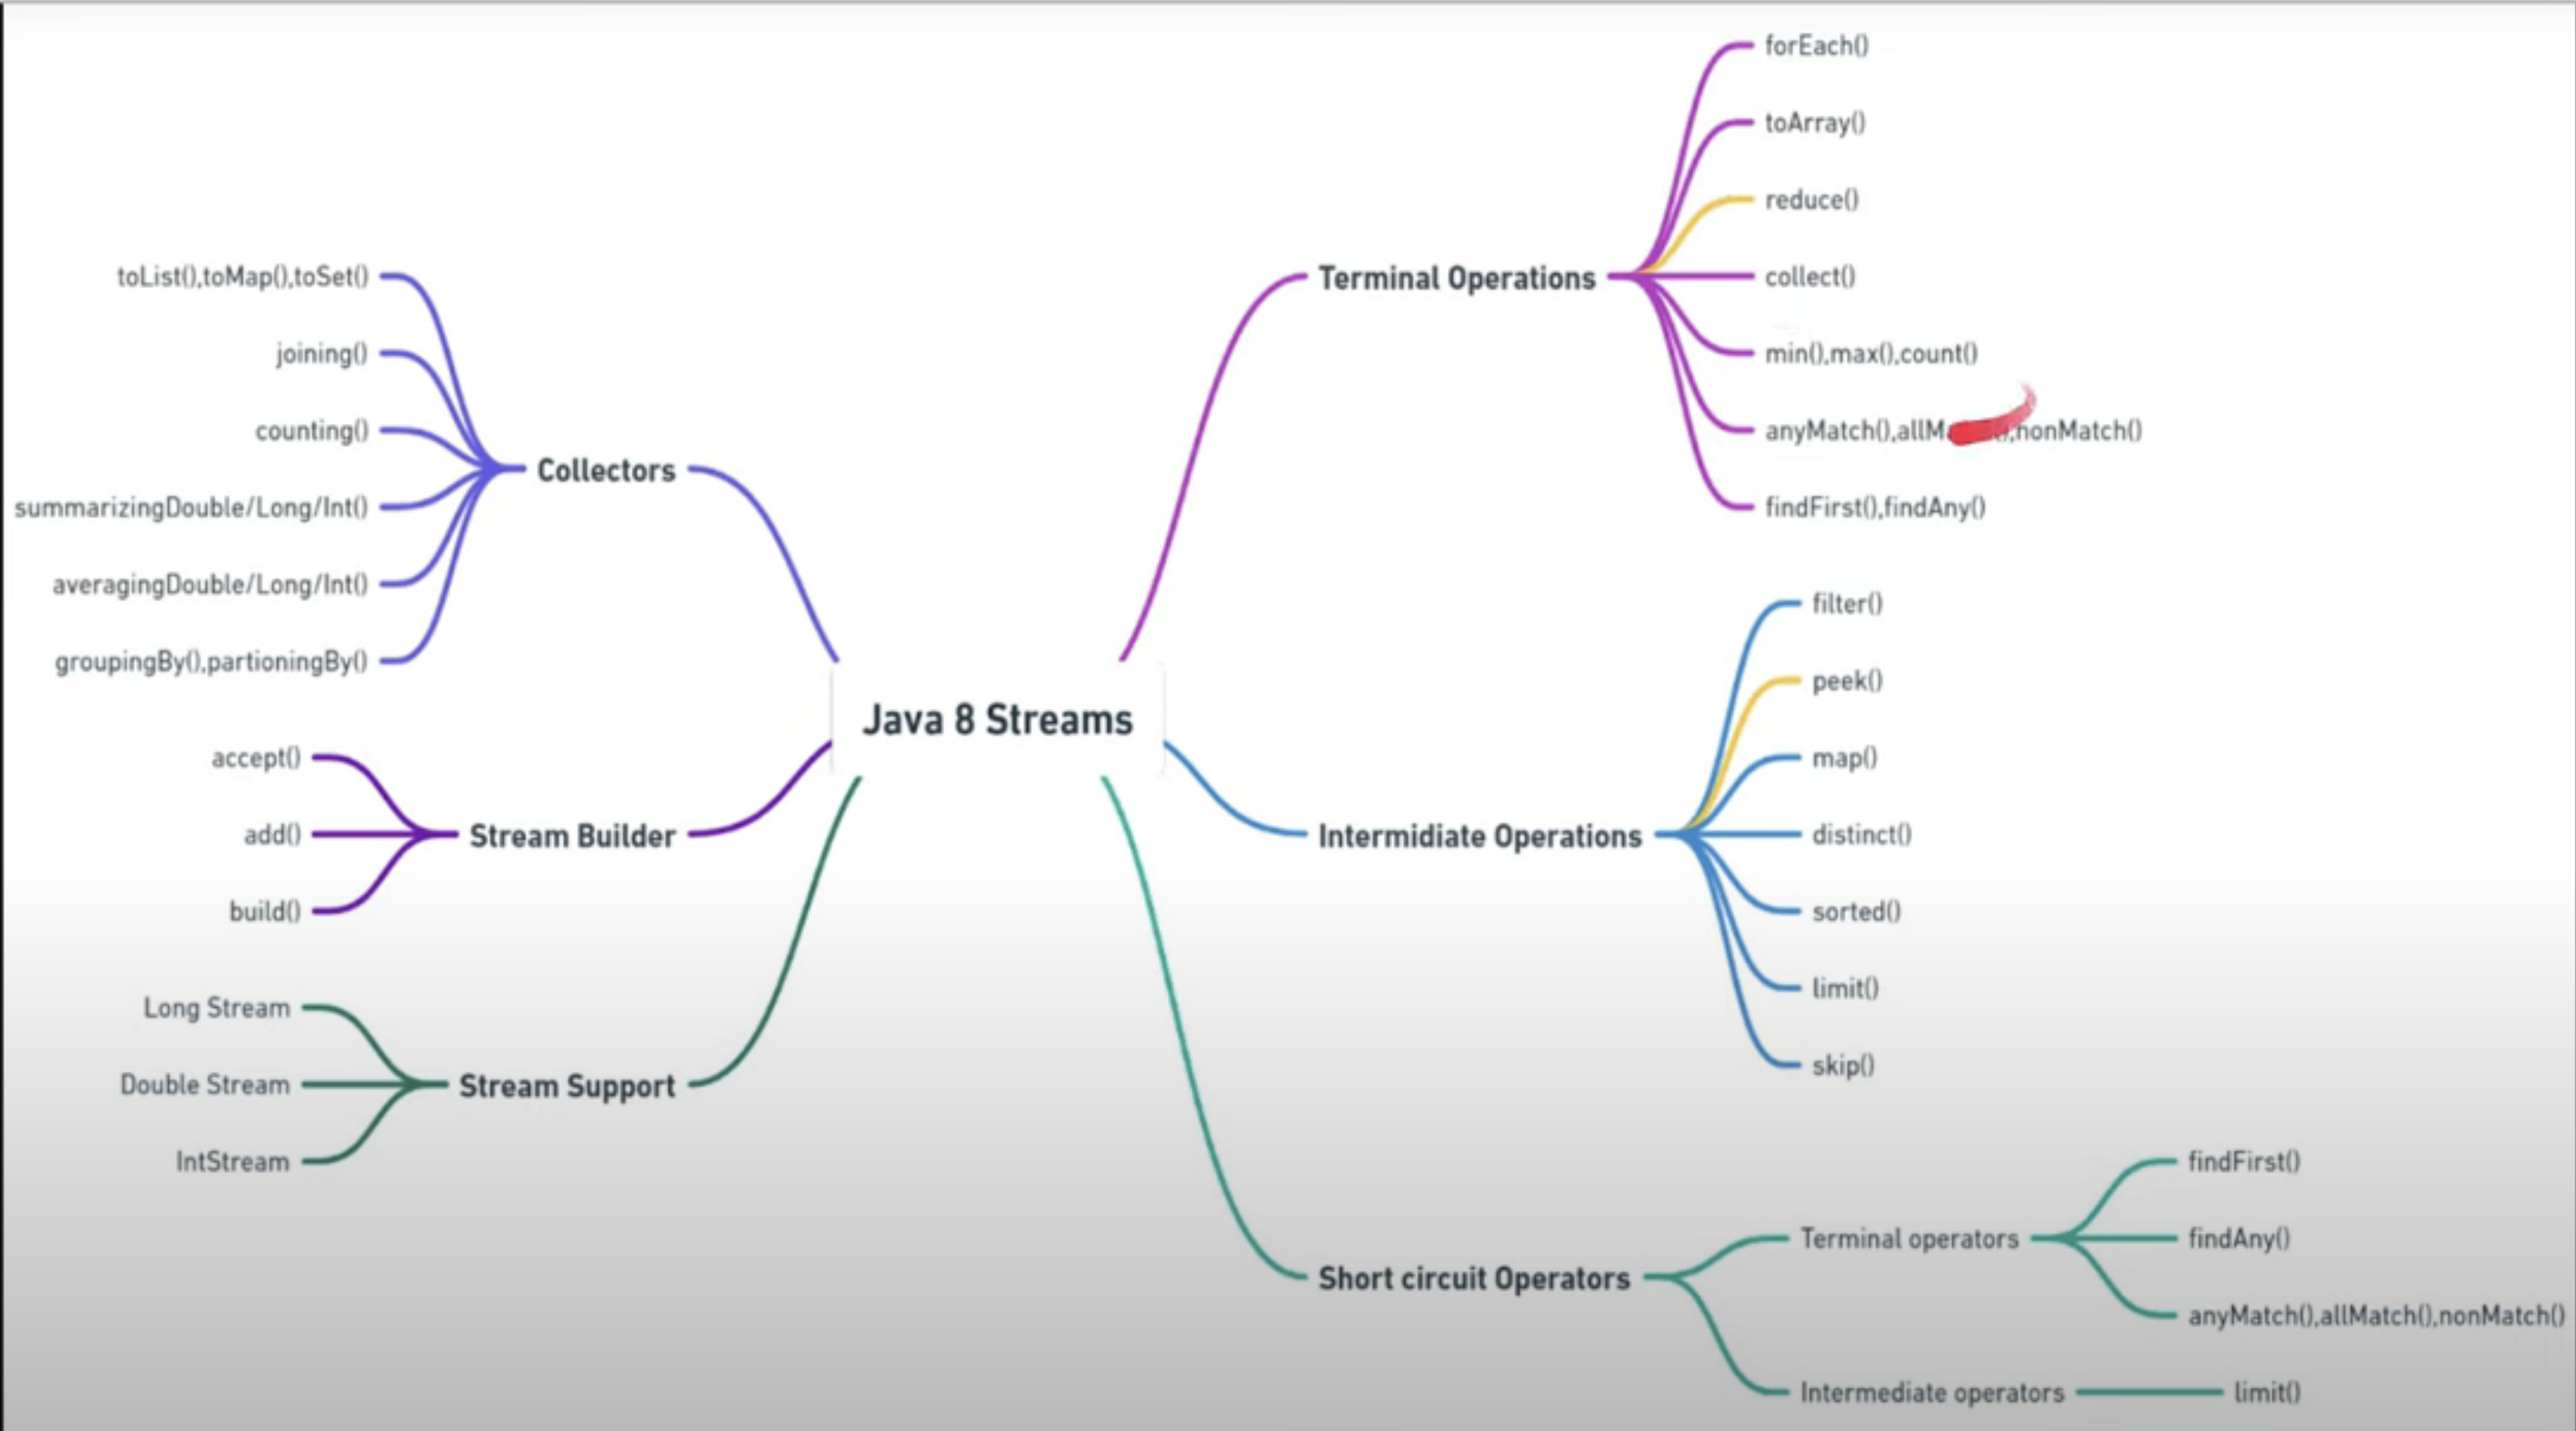 forEach()
toArray()
reduce()
Terminal Operations
collect()
min(),max(),count()
anyMatch(), nonMatch()
findFirst(),findAny()
toList(),toMap(),toSet()
joining()
counting()
Collectors
summarizingDouble/Long/Int()
averagingDouble/Long/Int()
groupingBy(),partioningBy()
Java 8 Streams
filter()
peek()
map()
Intermidiate Operations
distinct()
sorted()
limit()
skip()
accept()
Stream Builder
add()
build()
Long Stream
Stream Support
Double Stream
IntStream
Short circuit Operators
Terminal operators
findFirst()
findAny()
anyMatch(),allMatch(),nonMatch()
Intermediate operators
limit()